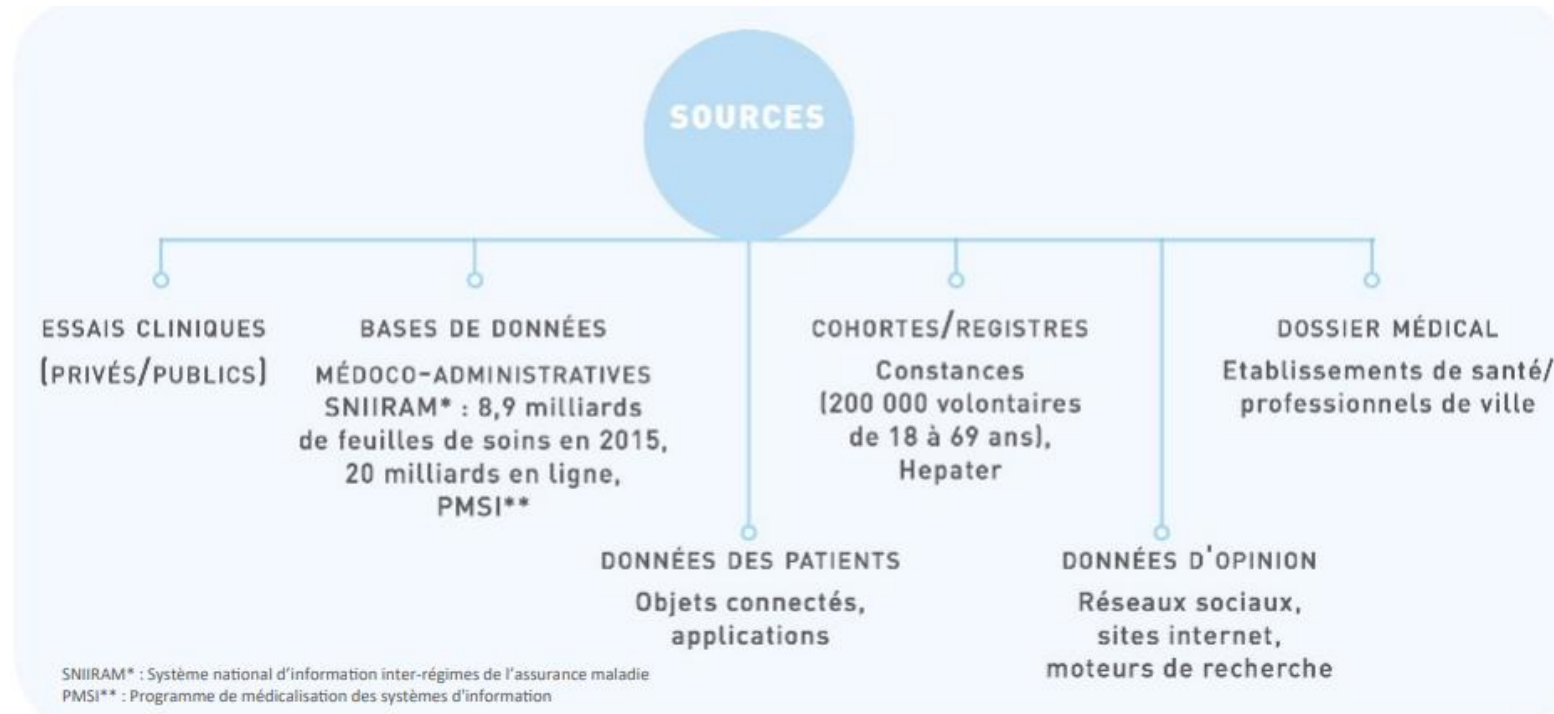 SOURCES
ESSAIS CLINIQUES
(PRIVÉS/PUBLICS)
BASES DE DONNÉES
MÉDOCO-ADMINISTRATIVES
SNIIRAM* : 8,9 milliards
de feuilles de soins en 2015,
20 milliards en ligne,
PMSI**
DONNÉES DES PATIENTS
Objets connectés,
applications
COHORTES/REGISTRES
Constances
(200 000 volontaires
de 18 à 69 ans),
Hepater
DONNÉES D'OPINION
Réseaux sociaux,
sites internet,
moteurs de recherche
DOSSIER MÉDICAL
Etablissements de santé/
professionnels de ville
SNIIRAM* : Système national d'information inter-régimes de l'assurance maladie
PMSI** : Programme de médicalisation des systèmes d'information